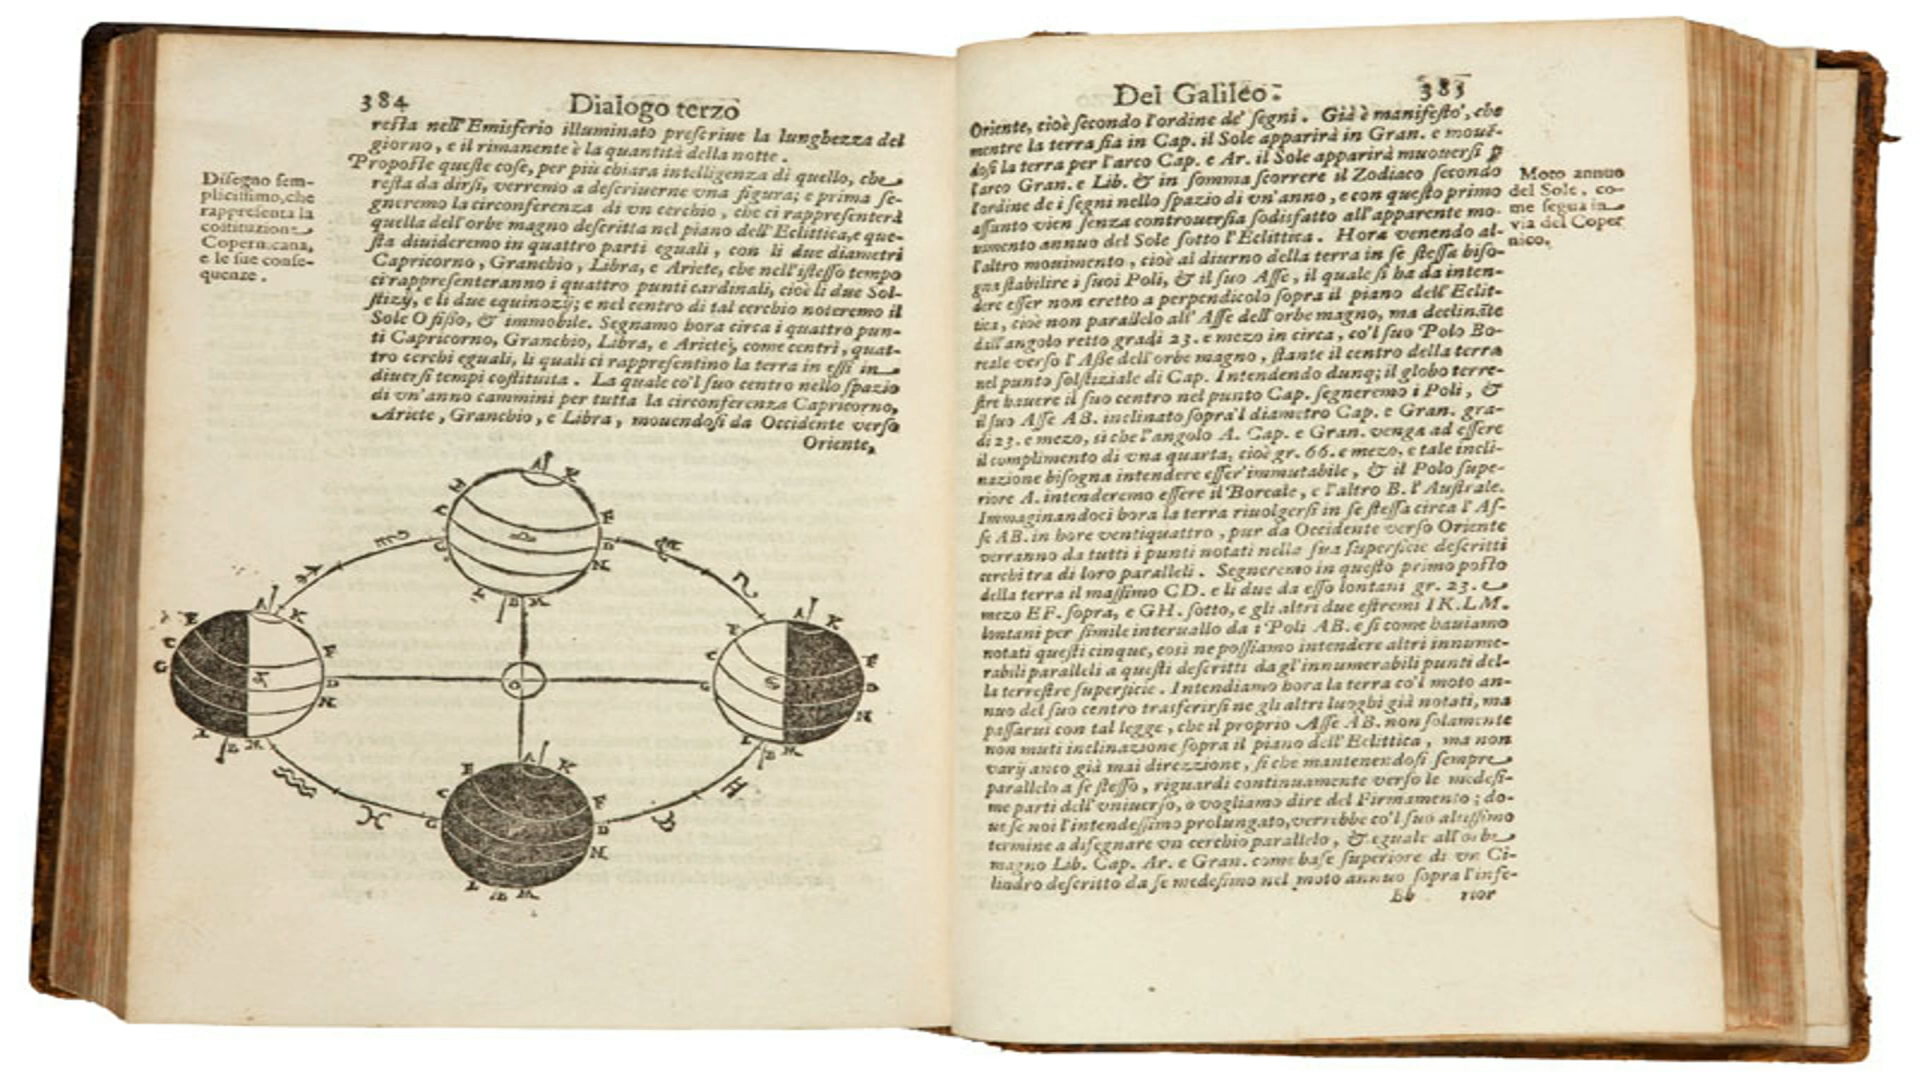 384
Dialogo terzo
resta nell'Emisferio illuminato prescriue la lunghezza del
giorno, e il rimanente è la quantità della notte.
Proposte queste cose, per più chiara intelligenza di quello, che
resta da dirsi, verremo a descriuerne vna figura; e prima se-
gneremo la circonferenza di vn cerchio, che ci rappresenterà
quella dell'orbe magno descritta nel piano dell'Eclittica, e que-
sta diuideremo in quattro parti eguali, con li due diametri
Capricorno, Granchio, Libra, e Ariete, che nell'istesso tempo
ci rappresenteranno i quattro punti cardinali, cioè li due Sol-
stizij, e li due equinozij; e nel centro di tal cerchio noteremo il
Sole O fisso, & immobile. Segnamo hora circa i quattro pun-
ti Capricorno, Granchio, Libra, e Ariete, come centri, quat-
tro cerchi eguali, li quali ci rappresentino la terra in essi in
diuersi tempi costituita. La quale co'l suo centro nello spazio
di vn'anno cammini per tutta la circonferenza Capricorno,
Ariete, Granchio, e Libra, mouendosi da Occidente verso
Oriente,
Disegno sem-
plicissimo, che
rappresenta la
costituzione
Copernicana,
e le sue conse-
quenze.
A K
H
C F
G D
N
I B M
♎
♏ ♍
♐ ♌
A K
E
C F
G D
N
I B M
♑
O
A K
E F
C
G D
N
I B M
♋
♒ ♊
♓ ♉
A K
E
C F
G D
N
L B M
Del Galileo.
385
Oriente, cioè secondo l'ordine de' segni. Già è manifesto, che
mentre la terra sia in Cap. il Sole apparirà in Gran. e mouē-
dosi la terra per l'arco Cap. e Ar. il Sole apparirà muouersi ꝑ
l'arco Gran. e Lib. & in somma scorrere il Zodiaco secondo
l'ordine de i segni nello spazio di vn'anno, e con questo primo
assunto vien senza controuersia sodisfatto all'apparente mo-
uimento annuo del Sole sotto l'Eclittica. Hora venendo al-
l'altro mouimento, cioè al diurno della terra in se stessa biso-
gna stabilire i suoi Poli, & il suo Asse, il quale si ha da inten-
dere esser non eretto a perpendicolo sopra il piano dell'Eclit-
tica, cioè non parallelo all'Asse dell'orbe magno, ma declināte
dall'angolo retto gradi 23. e mezo in circa, co'l suo Polo Bo-
reale verso l'Asse dell'orbe magno, stante il centro della terra
nel punto solstiziale di Cap. Intendendo dunq; il globo terre-
stre hauere il suo centro nel punto Cap. segneremo i Poli, &
il suo Asse AB. inclinato sopra'l diametro Cap. e Gran. gra-
di 23. e mezo, sì che l'angolo A. Cap. e Gran. venga ad essere
il complimento di vna quarta, cioè gr. 66. e mezo, e tale incli-
nazione bisogna intendere esser'immutabile, & il Polo supe-
riore A. intenderemo essere il Boreale, e l'altro B. l'Australe.
Immaginandoci hora la terra riuolgersi in se stessa circa l'As-
se AB. in hore ventiquattro, pur da Occidente verso Oriente
verranno da tutti i punti notati nella sua superficie descritti
cerchi tra di loro paralleli. Segneremo in questo primo posto
della terra il massimo CD. e li due da esso lontani gr. 23. e
mezo EF. sopra, e GH. sotto, e gli altri due estremi IK. LM.
lontani per simile interuallo da i Poli AB. e sì come hauiamo
notati questi cinque, così ne possiamo intendere altri innume-
rabili paralleli a questi descritti da gl'innumerabili punti del-
la terrestre superficie. Intendiamo hora la terra co'l moto an-
nuo del suo centro trasferirsi ne gli altri luoghi già notati, ma
passarui con tal legge, che il proprio Asse AB. non solamente
non muti inclinazione sopra il piano dell'Eclittica, ma non
varij anco già mai direzzione, sì che mantenendosi sempre
parallelo a se stesso, riguardi continuamente verso le medesi-
me parti dell'vniuerso, o vogliamo dire del Firmamento; do-
ue se noi l'intendessimo prolungato, verrebbe co'l suo altissimo
termine a disegnare vn cerchio parallelo, & eguale all'orbe
magno Lib. Cap. Ar. e Gran. come base superiore di vn Ci-
lindro descritto da se medesimo nel moto annuo sopra l'infe-
Bb rior
Moto annuo
del Sole, co-
me segua in
via del Coper
nico.